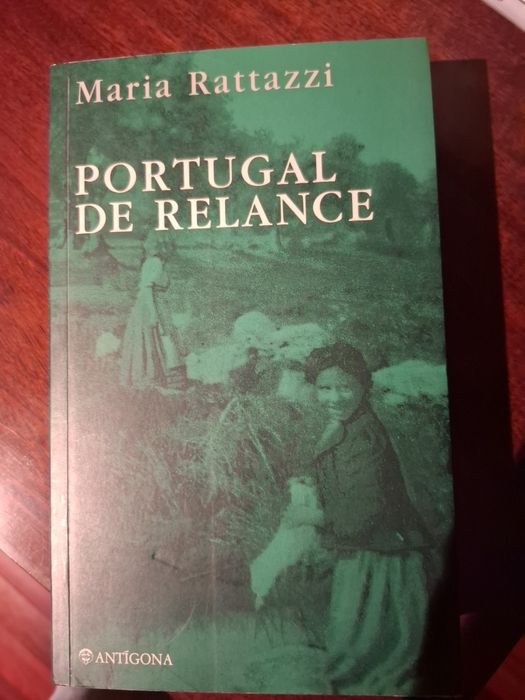 Maria Rattazzi
PORTUGAL
DE RELANCE
ANTÍGONA